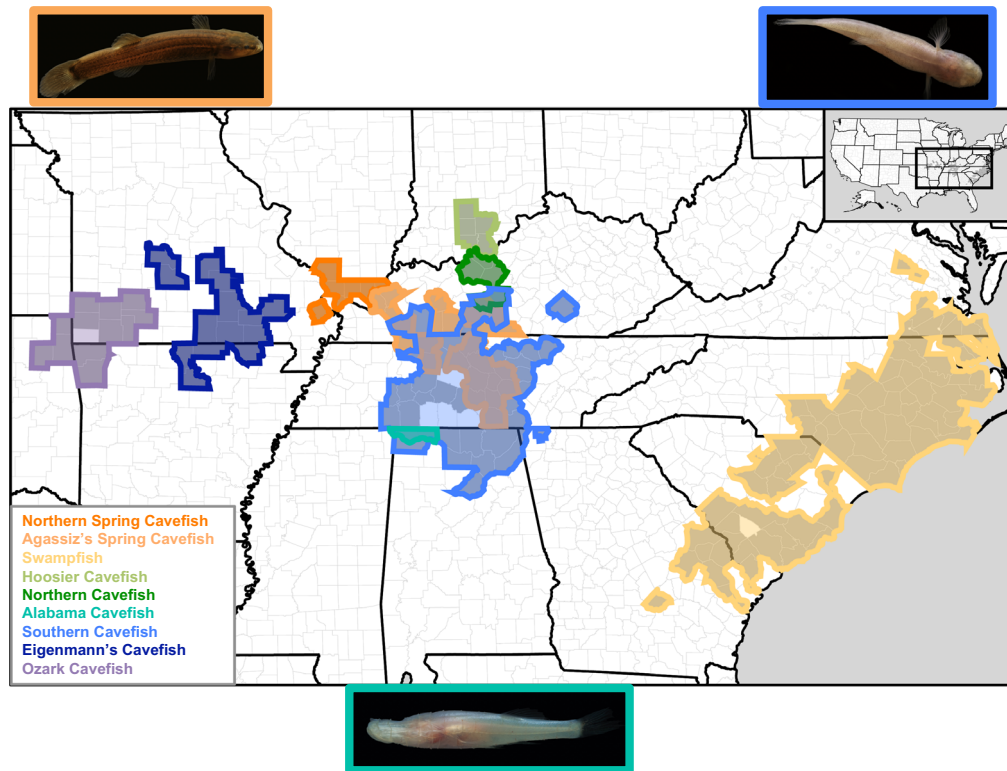 Northern Spring Cavefish
Agassiz's Spring Cavefish
Swampfish
Hoosier Cavefish
Northern Cavefish
Alabama Cavefish
Southern Cavefish
Eigenmann's Cavefish
Ozark Cavefish